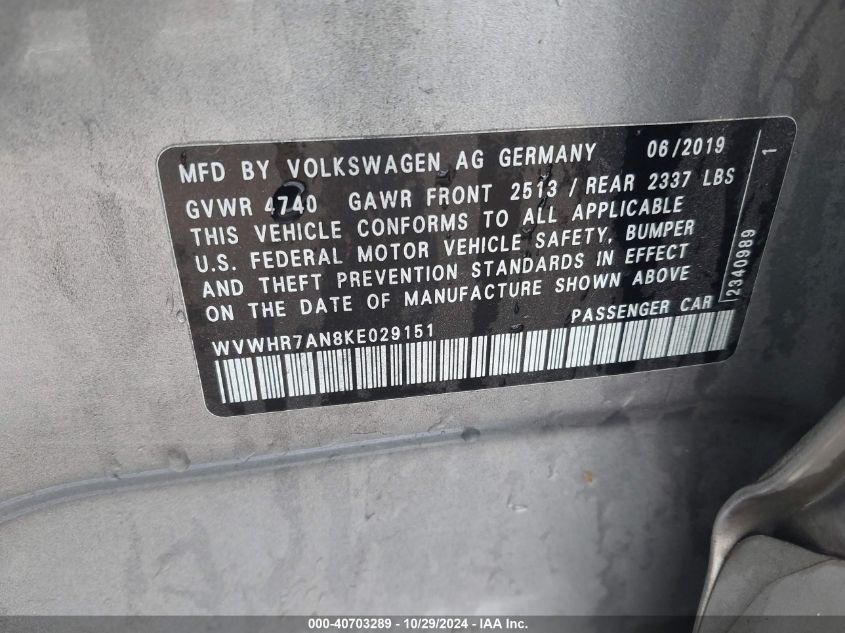 MFD BY VOLKSWAGEN AG GERMANY 06/2019
GVWR 4740 GAWR FRONT 2513 / REAR 2337 LBS
THIS VEHICLE CONFORMS TO ALL APPLICABLE
U.S. FEDERAL MOTOR VEHICLE SAFETY, BUMPER
AND THEFT PREVENTION STANDARDS IN EFFECT
ON THE DATE OF MANUFACTURE SHOWN ABOVE
WVWHR7AN8KE029151 PASSENGER CAR
2340989 1
000-40703289 - 10/29/2024 - IAA Inc.